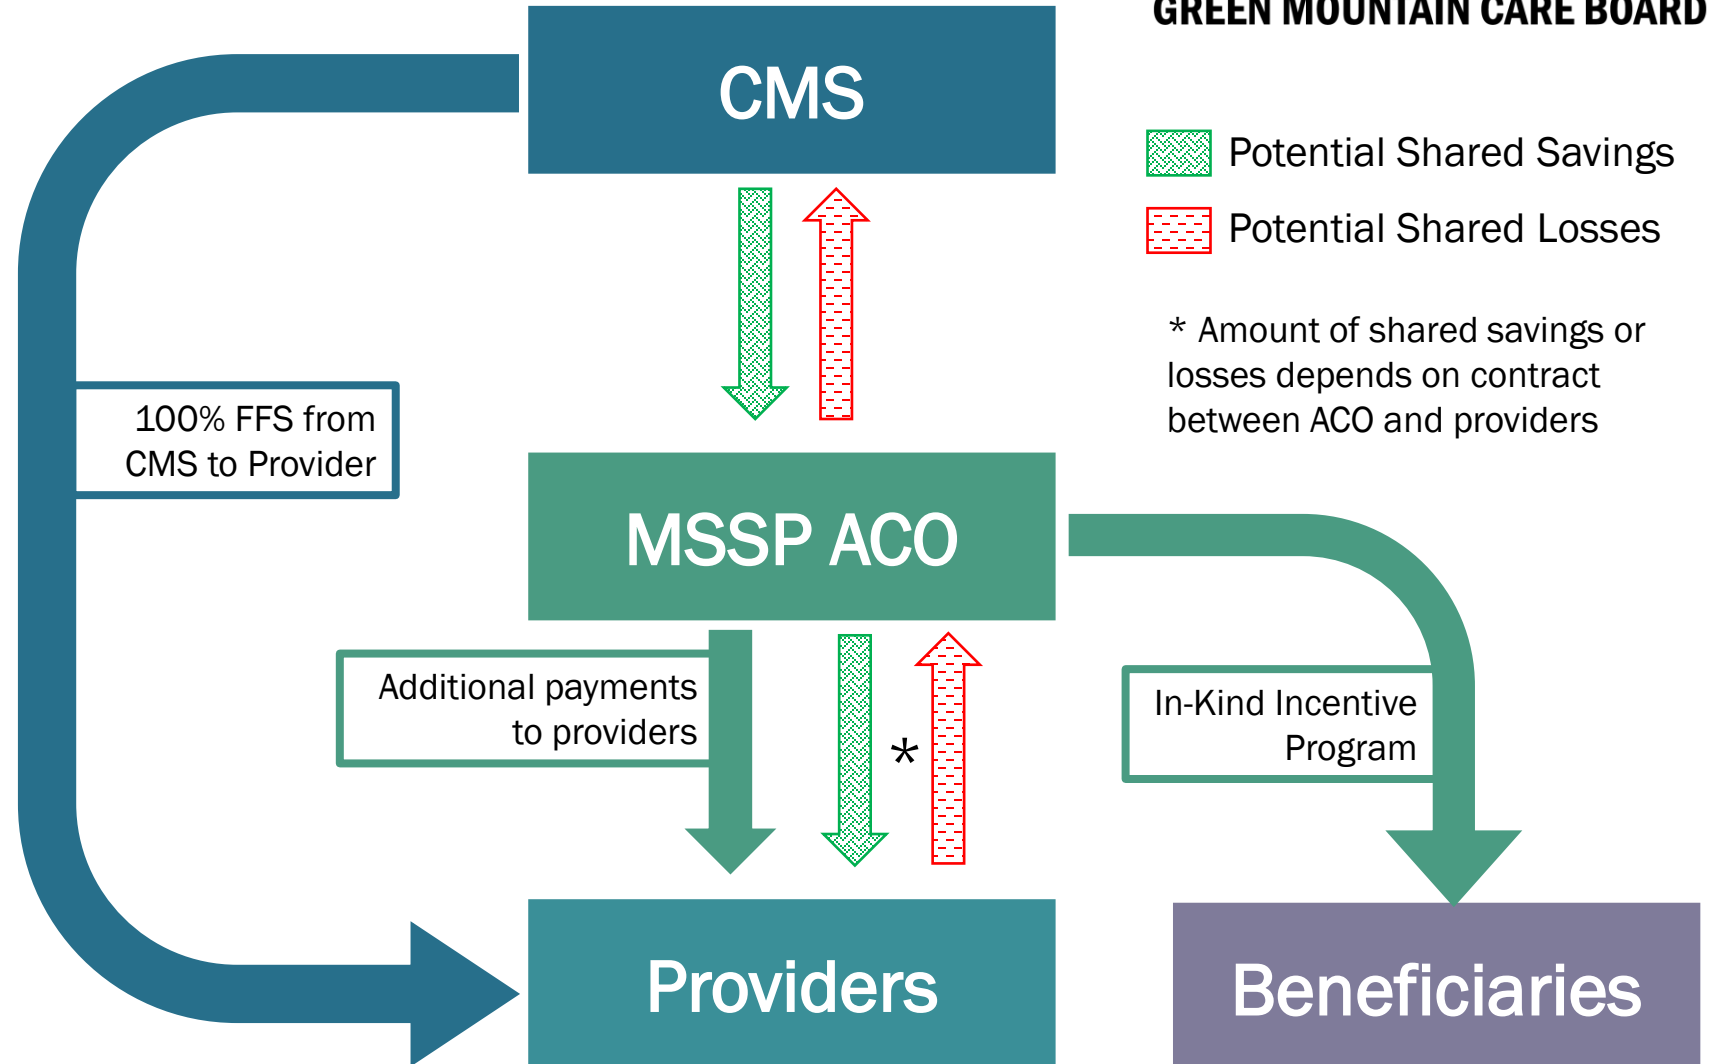 GREEN MOUNTAIN CARE BOARD
CMS
Potential Shared Savings
Potential Shared Losses
* Amount of shared savings or
losses depends on contract
between ACO and providers
100% FFS from
CMS to Provider
MSSP ACO
Additional payments
to providers
*
In-Kind Incentive
Program
Providers
Beneficiaries